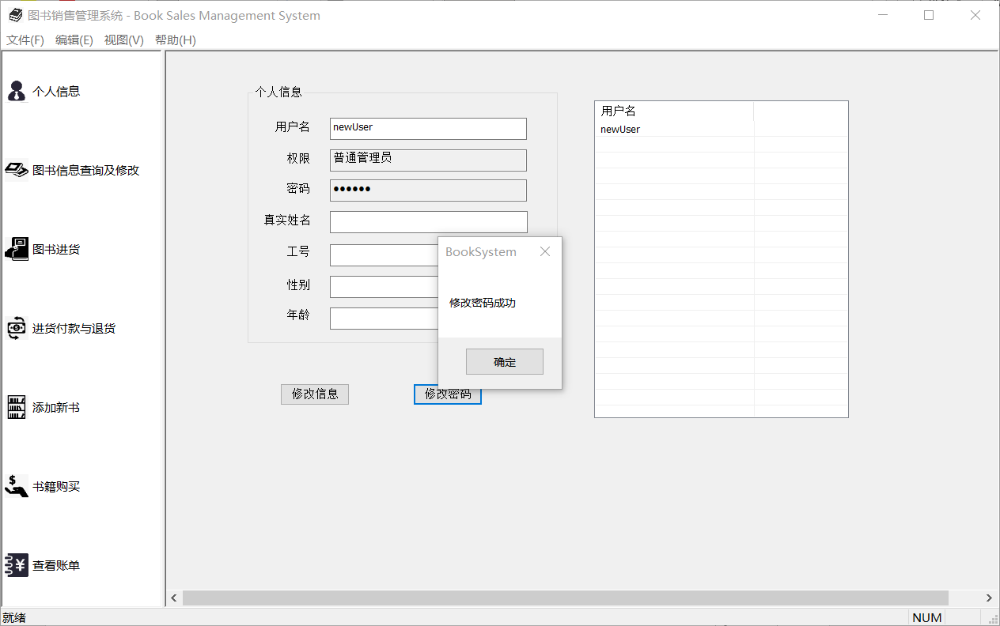 图书销售管理系统 - Book Sales Management System
文件(F) 编辑(E) 视图(V) 帮助(H)
个人信息
图书信息查询及修改
图书进货
进货付款与退货
添加新书
书籍购买
查看账单
个人信息
用户名 newUser
权限 普通管理员
密码 ●●●●●●
真实姓名
工号
性别
年龄
修改信息 修改密码
BookSystem
修改密码成功
确定
用户名
newUser
就绪 NUM